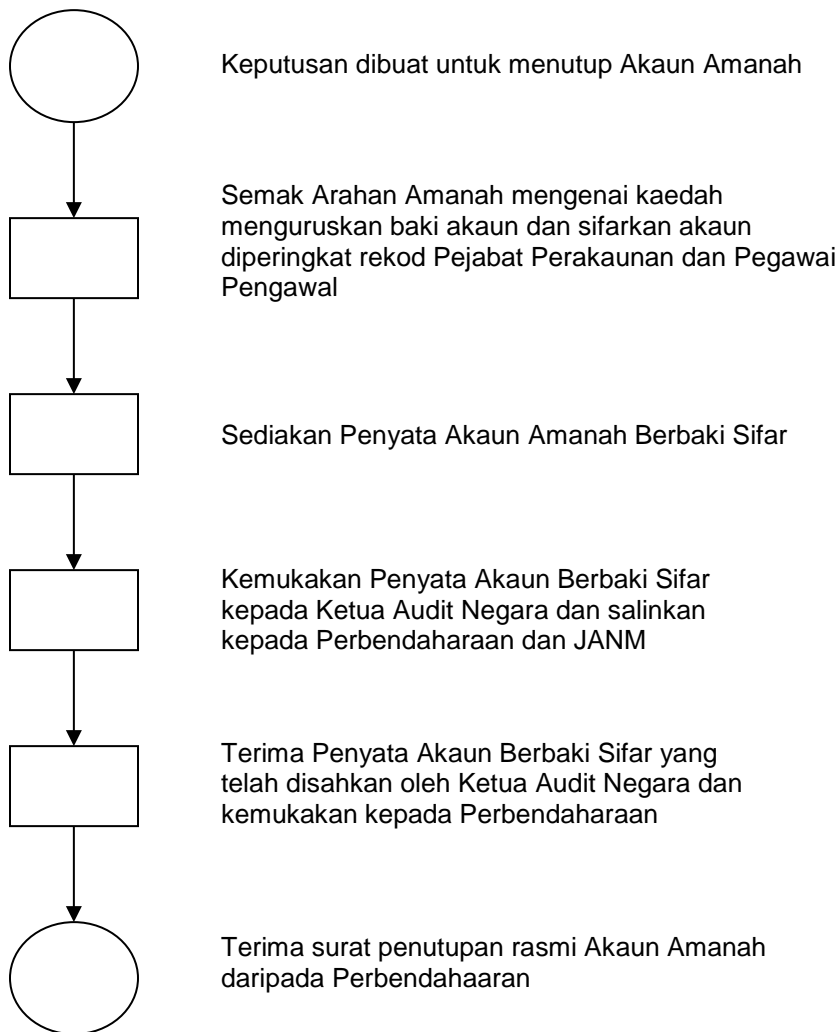 Keputusan dibuat untuk menutup Akaun Amanah
Semak Arahan Amanah mengenai kaedah
menguruskan baki akaun dan sifarkan akaun
diperingkat rekod Pejabat Perakaunan dan Pegawai
Pengawal
Sediakan Penyata Akaun Amanah Berbaki Sifar
Kemukakan Penyata Akaun Berbaki Sifar
kepada Ketua Audit Negara dan salinkan
kepada Perbendaharaan dan JANM
Terima Penyata Akaun Berbaki Sifar yang
telah disahkan oleh Ketua Audit Negara dan
kemukakan kepada Perbendaharaan
Terima surat penutupan rasmi Akaun Amanah
daripada Perbendahaaran